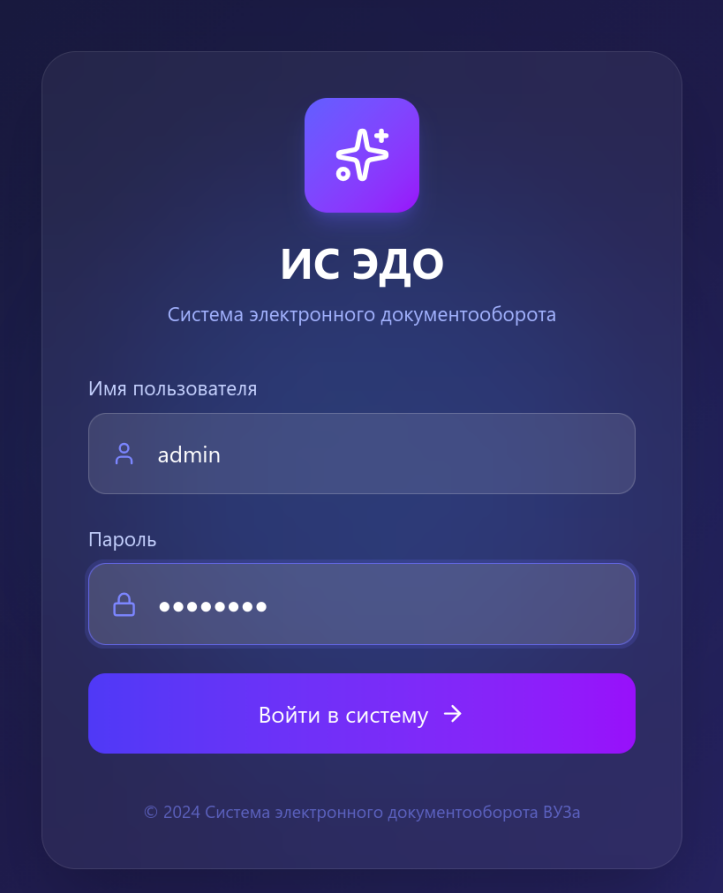 ИС ЭДО
Система электронного документооборота
Имя пользователя
admin
Пароль
••••••••
Войти в систему →
© 2024 Система электронного документооборота ВУЗа